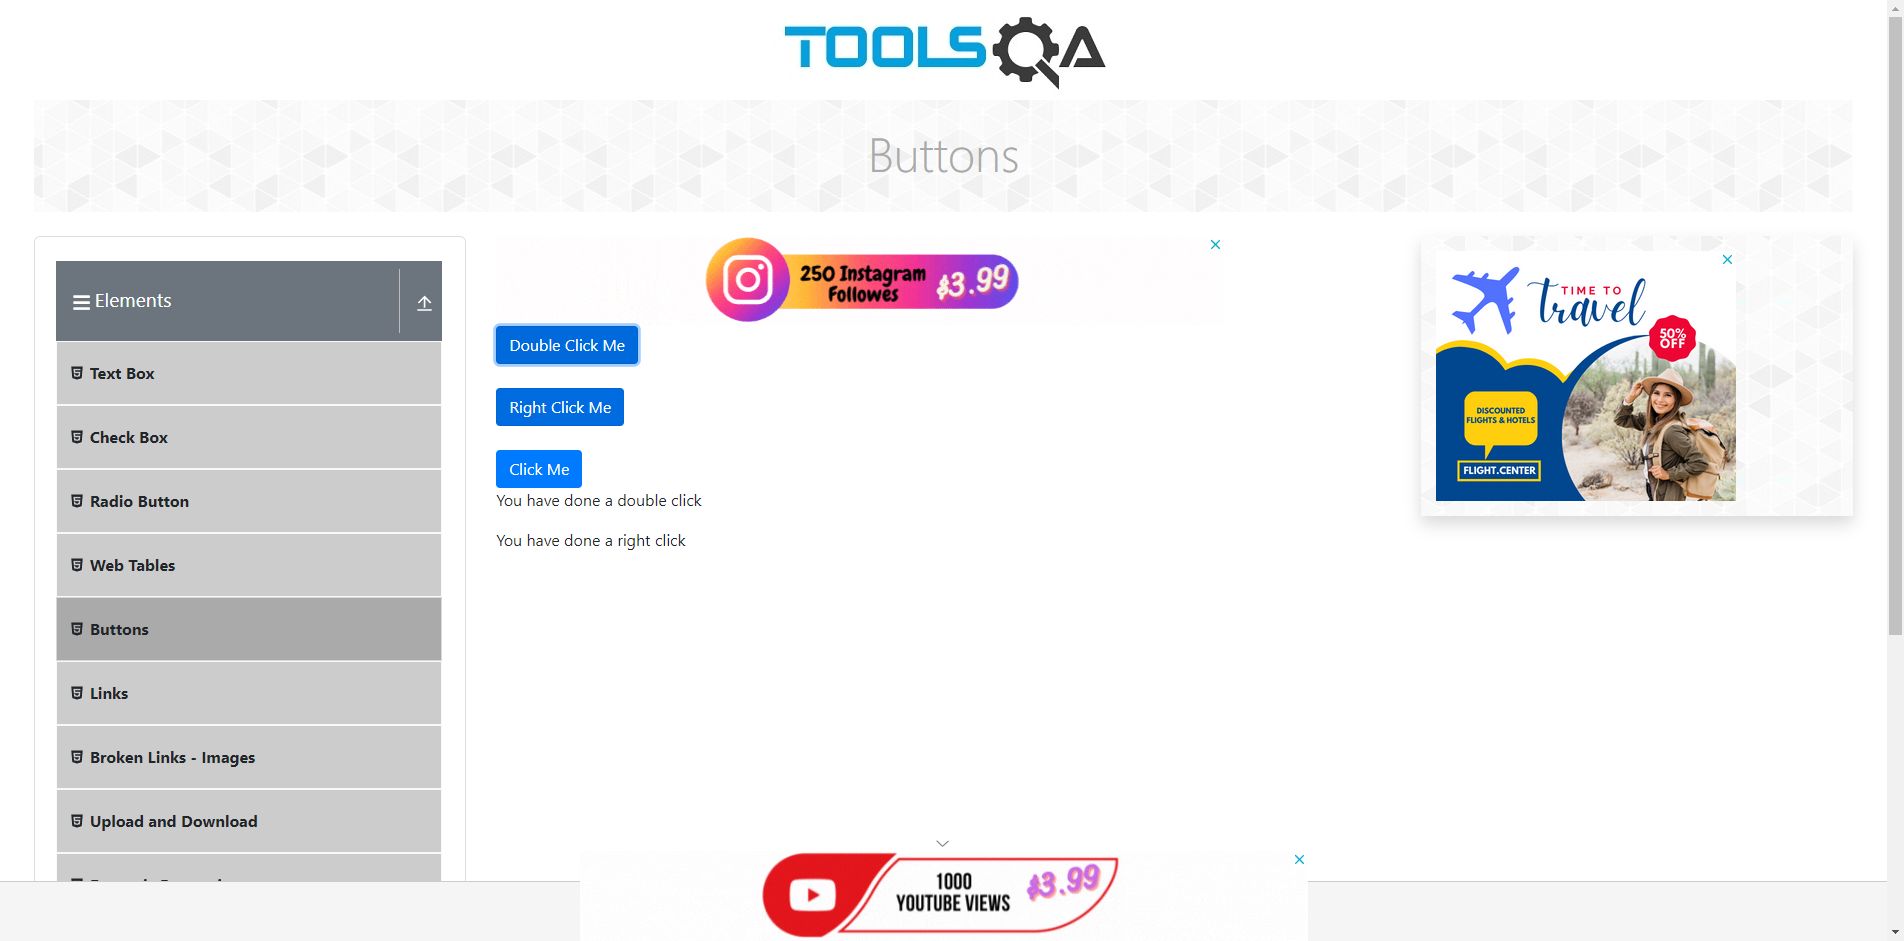 TOOLSQA
Buttons
Elements
Text Box
Check Box
Radio Button
Web Tables
Buttons
Links
Broken Links - Images
Upload and Download
250 Instagram
Followes
$3.99
Double Click Me
Right Click Me
Click Me
You have done a double click
You have done a right click
TIME TO
travel
50%
OFF
DISCOUNTED
FLIGHTS & HOTELS
FLIGHT.CENTER
1000
YOUTUBE VIEWS
$3.99